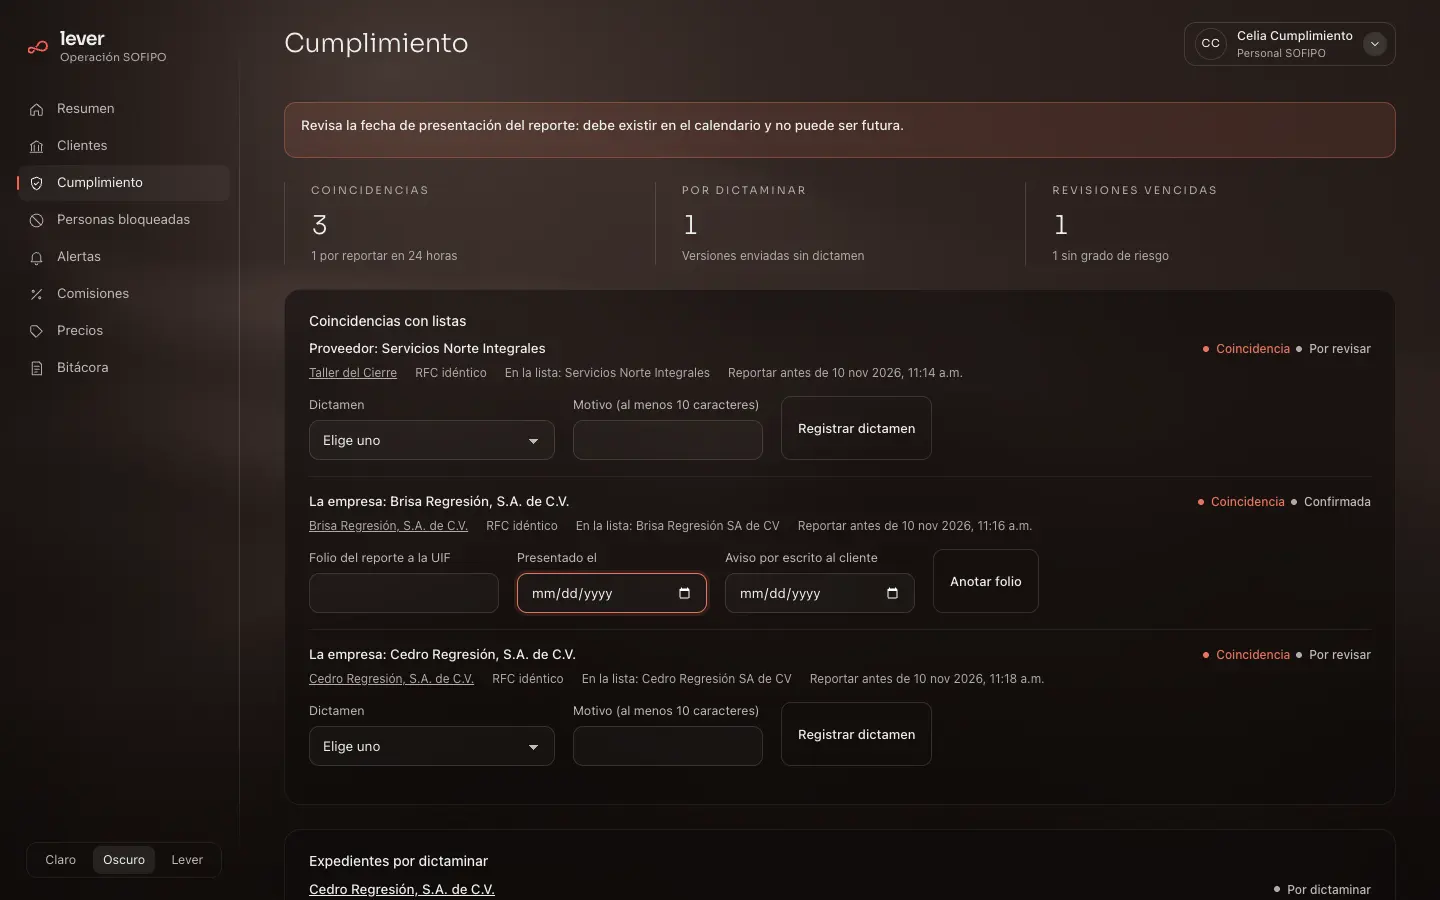 lever
Operación SOFIPO
Resumen
Clientes
Cumplimiento
Personas bloqueadas
Alertas
Comisiones
Precios
Bitácora
Claro Oscuro Lever
Cumplimiento
CC
Celia Cumplimiento
Personal SOFIPO
Revisa la fecha de presentación del reporte: debe existir en el calendario y no puede ser futura.
COINCIDENCIAS
3
1 por reportar en 24 horas
POR DICTAMINAR
1
Versiones enviadas sin dictamen
REVISIONES VENCIDAS
1
1 sin grado de riesgo
Coincidencias con listas
Proveedor: Servicios Norte Integrales
Coincidencia Por revisar
Taller del Cierre RFC idéntico En la lista: Servicios Norte Integrales Reportar antes de 10 nov 2026, 11:14 a.m.
Dictamen Motivo (al menos 10 caracteres)
Elige uno Registrar dictamen
La empresa: Brisa Regresión, S.A. de C.V.
Coincidencia Confirmada
Brisa Regresión, S.A. de C.V. RFC idéntico En la lista: Brisa Regresión SA de CV Reportar antes de 10 nov 2026, 11:16 a.m.
Folio del reporte a la UIF Presentado el Aviso por escrito al cliente
mm/dd/yyyy mm/dd/yyyy Anotar folio
La empresa: Cedro Regresión, S.A. de C.V.
Coincidencia Por revisar
Cedro Regresión, S.A. de C.V. RFC idéntico En la lista: Cedro Regresión SA de CV Reportar antes de 10 nov 2026, 11:18 a.m.
Dictamen Motivo (al menos 10 caracteres)
Elige uno Registrar dictamen
Expedientes por dictaminar
Cedro Regresión, S.A. de C.V.
Por dictaminar